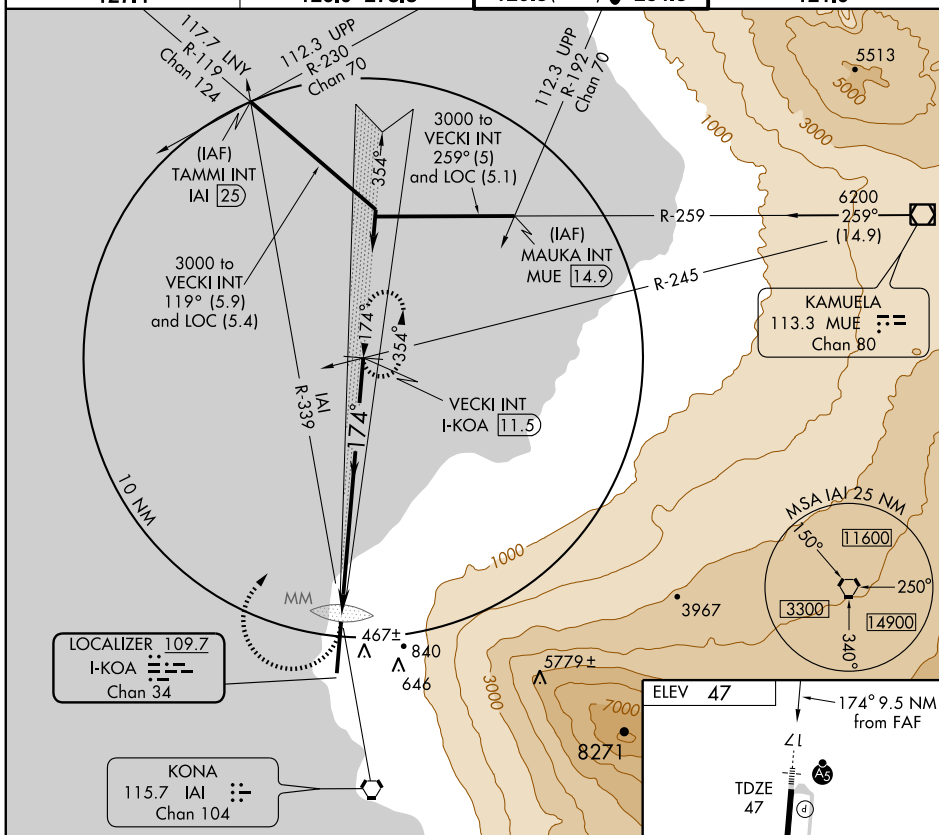 117.7 LNY
R-119
Chan 124
112.3 UPP
R-230
Chan 70
112.3 UPP
R-192
Chan 70
5513
5000
1000
3000
(IAF)
TAMMI INT
IAI 25
354°
3000 to
VECKI INT
259° (5)
and LOC (5.1)
R-259
6200
259°
(14.9)
(IAF)
MAUKA INT
MUE 14.9
R-245
3000 to
VECKI INT
119° (5.9)
and LOC (5.4)
KAMUELA
113.3 MUE
Chan 80
174°
354°
IAI
R-339
174°
VECKI INT
I-KOA 11.5
10 NM
MSA IAI 25 NM
150°
11600
250°
3300
14900
340°
1000
MM
3967
LOCALIZER 109.7
I-KOA
Chan 34
467±
840
646
5779±
3000
7000
8271
KONA
115.7 IAI
Chan 104
ELEV 47
174° 9.5 NM
from FAF
17
A5
TDZE
47